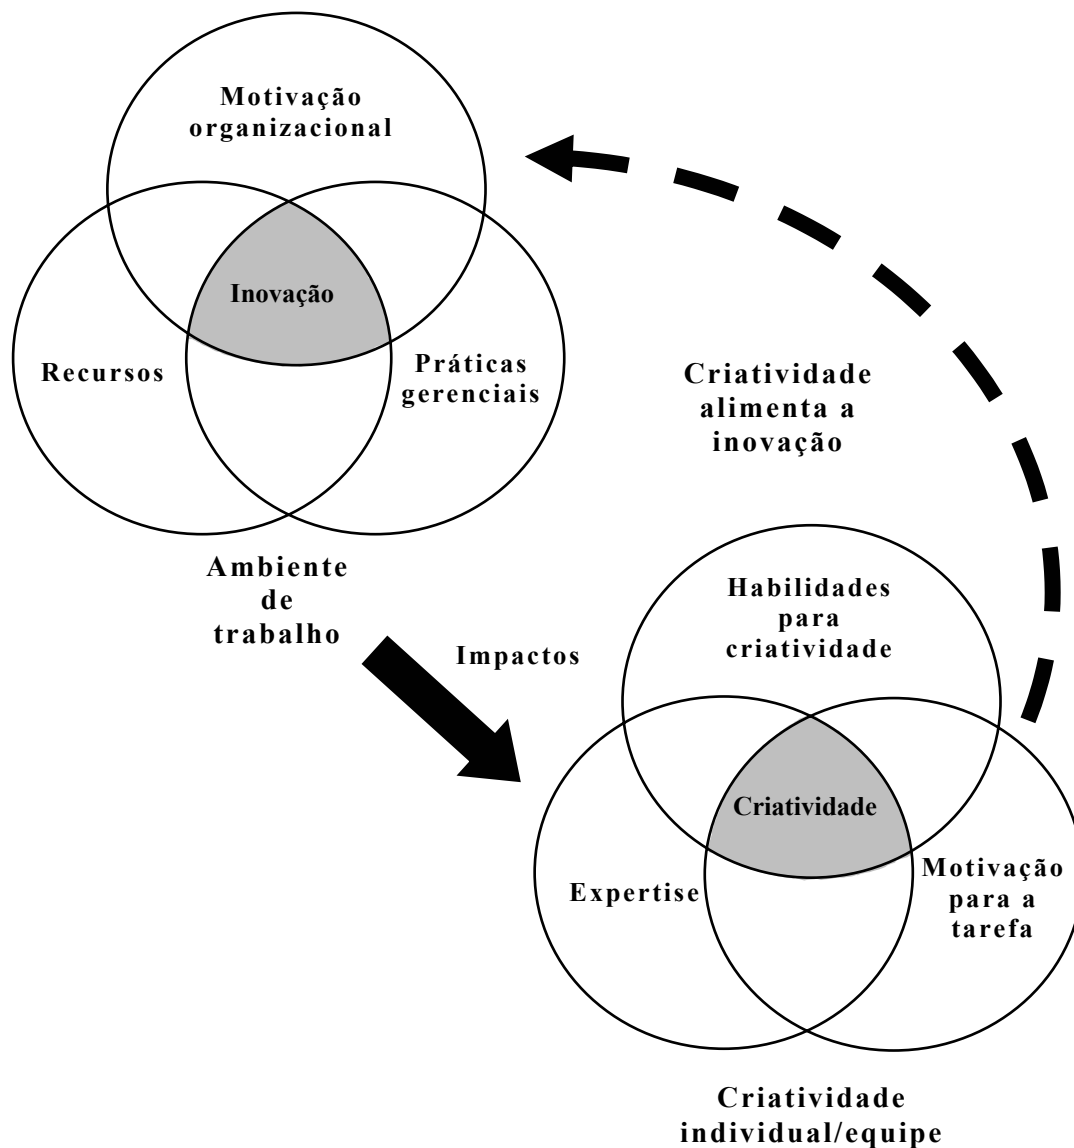 Motivação
organizacional
Inovação
Recursos
Práticas
gerenciais
Ambiente
de
trabalho
Criatividade
alimenta a
inovação
Impactos
Habilidades
para
criatividade
Criatividade
Expertise
Motivação
para a
tarefa
Criatividade
individual/equipe